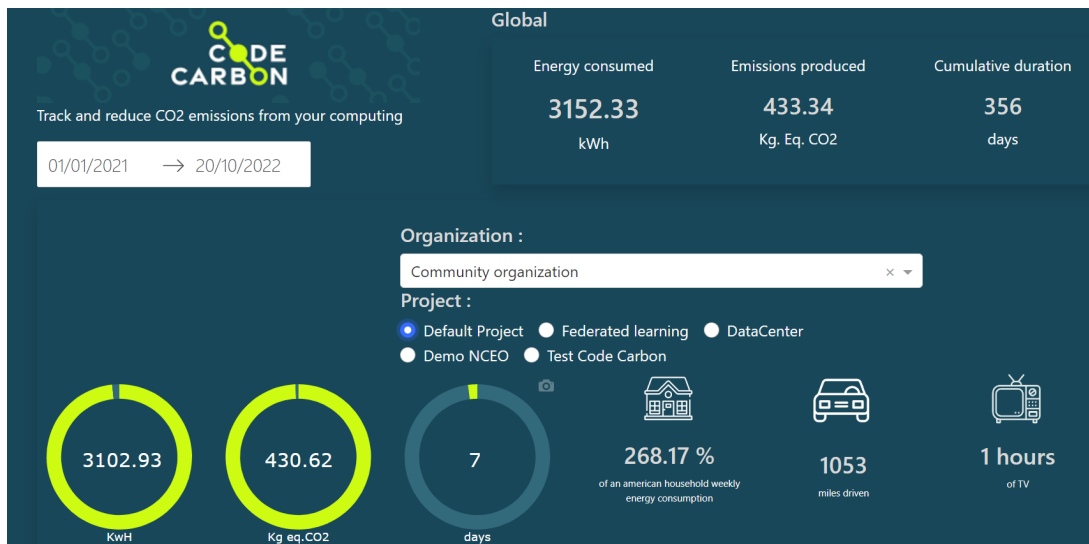 CODE
CARBON
Track and reduce CO2 emissions from your computing
01/01/2021 → 20/10/2022
Global
Energy consumed
3152.33
kWh
Emissions produced
433.34
Kg. Eq. CO2
Cumulative duration
356
days
Organization :
Community organization
Project :
Default Project Federated learning DataCenter
Demo NCEO Test Code Carbon
3102.93
KwH
430.62
Kg eq.CO2
7
days
268.17 %
of an american household weekly
energy consumption
1053
miles driven
1 hours
of TV